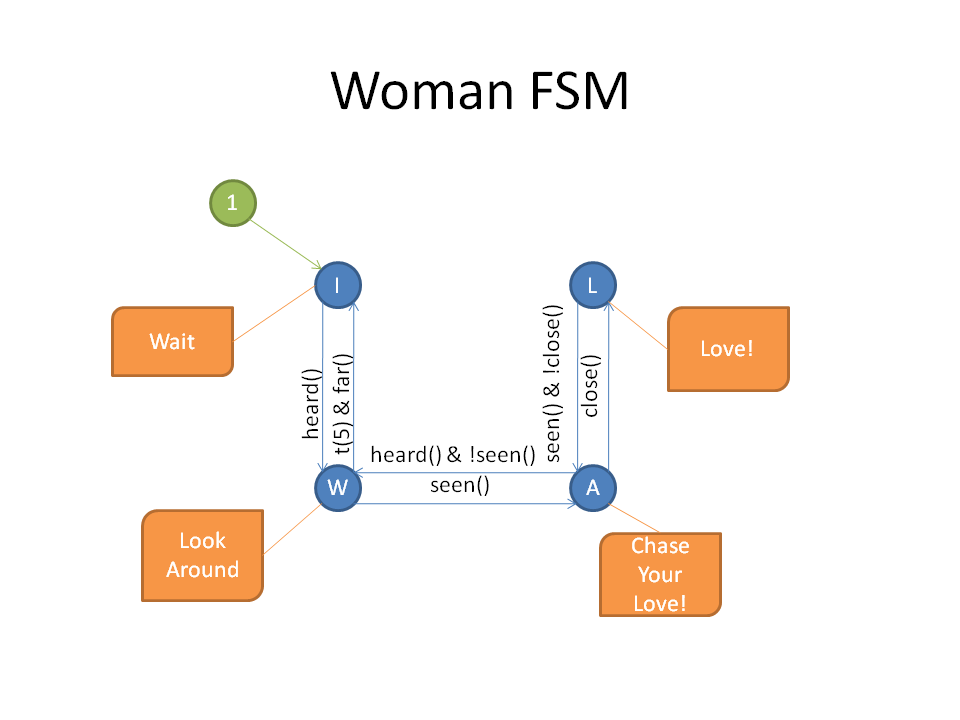 Woman FSM
1
I
L
Wait
Love!
heard()
t(5) & far()
seen() & !close()
close()
heard() & !seen()
seen()
W
A
Look
Around
Chase
Your
Love!